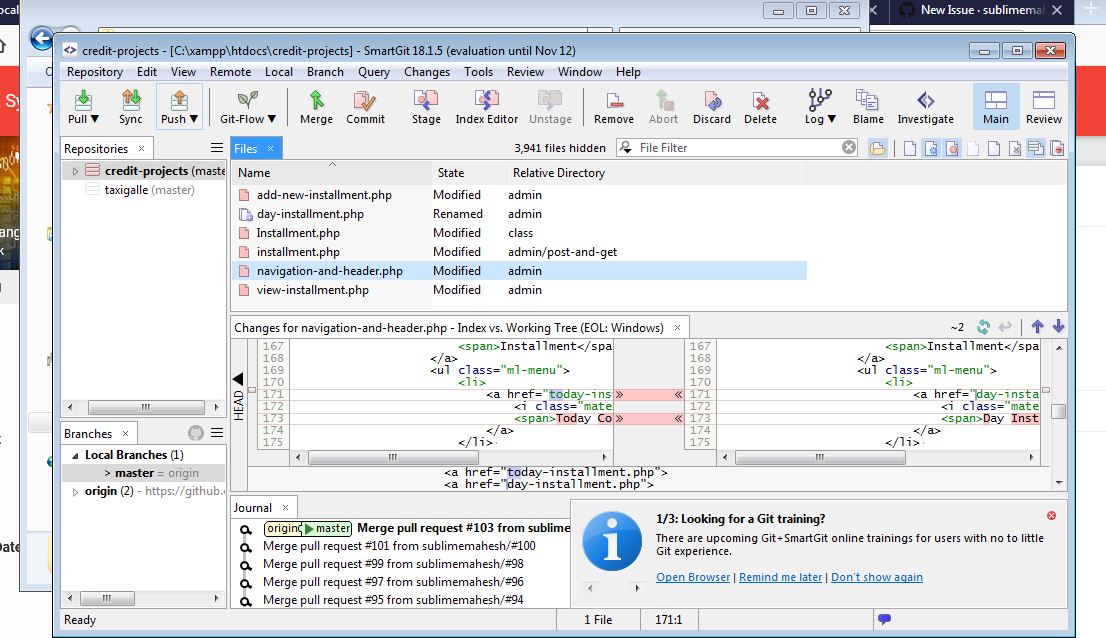 New Issue · sublimemah
credit-projects - [C:\xampp\htdocs\credit-projects] - SmartGit 18.1.5 (evaluation until Nov 12)
Repository Edit View Remote Local Branch Query Changes Tools Review Window Help
Pull ▼ Sync Push ▼ Git-Flow ▼ Merge Commit Stage Index Editor Unstage Remove Abort Discard Delete Log ▼ Blame Investigate Main Review
Repositories
credit-projects (maste
taxigalle (master)
Files
3,941 files hidden
File Filter
Name State Relative Directory
add-new-installment.php Modified admin
day-installment.php Renamed admin
Installment.php Modified class
installment.php Modified admin/post-and-get
navigation-and-header.php Modified admin
view-installment.php Modified admin
Changes for navigation-and-header.php - Index vs. Working Tree (EOL: Windows)
~2
HEAD
167 <span>Installment</spa
168 </a>
169 <ul class="ml-menu">
170 <li>
171 <a href="today-inst
172 <i class="mate
173 <span>Today Co
174 </a>
175 </li>
167 <span>Installment</spa
168 </a>
169 <ul class="ml-menu">
170 <li>
171 <a href="day-insta
172 <i class="mate
173 <span>Day Inst
174 </a>
175 </li>
<a href="today-installment.php">
<a href="day-installment.php">
Branches
Local Branches (1)
> master = origin
origin (2) - https://github.
Journal
origin master Merge pull request #103 from sublime
Merge pull request #101 from sublimemahesh/#100
Merge pull request #99 from sublimemahesh/#98
Merge pull request #97 from sublimemahesh/#96
Merge pull request #95 from sublimemahesh/#94
1/3: Looking for a Git training?
There are upcoming Git+SmartGit online trainings for users with no to little
Git experience.
Open Browser | Remind me later | Don't show again
Ready 1 File 171:1